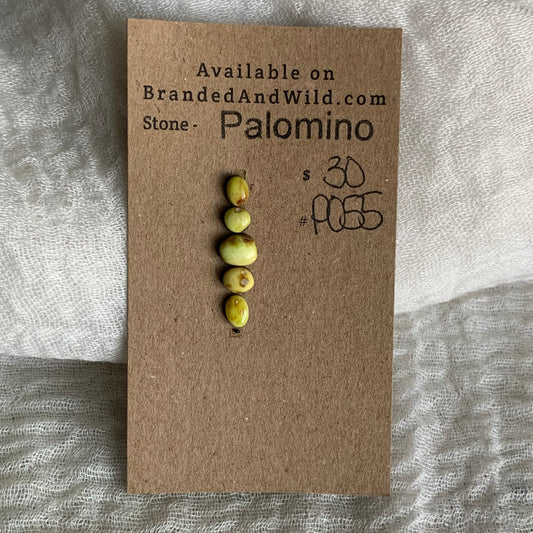 Available on
BrandedAndWild.com
Stone - Palomino
$ 30
# P055